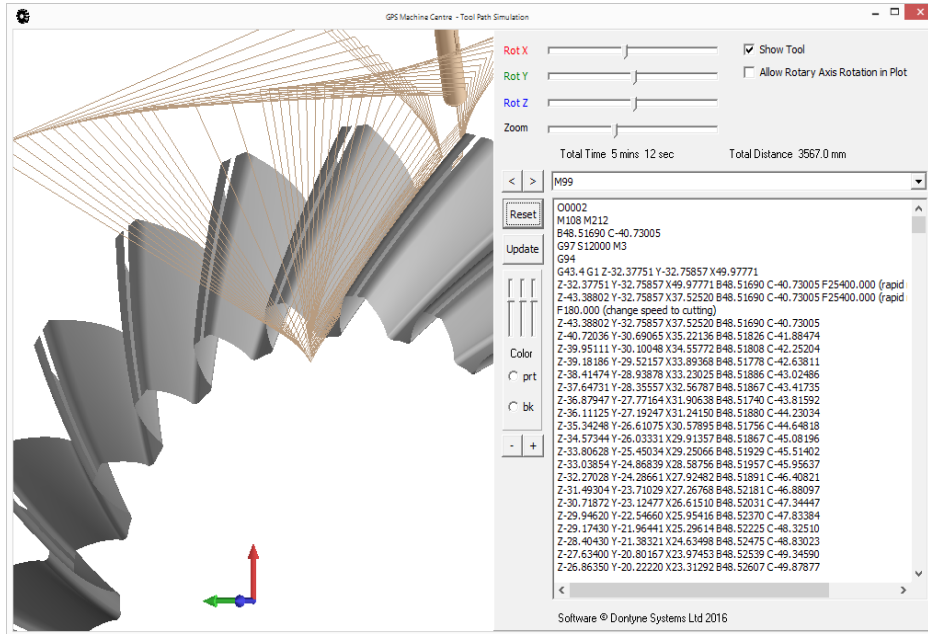 GPS Machine Centre - Tool Path Simulation
Rot X
Show Tool
Rot Y
Allow Rotary Axis Rotation in Plot
Rot Z
Zoom
Total Time 5 mins 12 sec Total Distance 3567.0 mm
< > M99
Reset
Update
Color
prt
bk
- +
O0002
M108 M212
B48.51690 C-40.73005
G97 S12000 M3
G94
G43.4 G1 Z-32.37751 Y-32.75857 X49.97771
Z-32.37751 Y-32.75857 X49.97771 B48.51690 C-40.73005 F25400.000 (rapid
Z-43.38802 Y-32.75857 X37.52520 B48.51690 C-40.73005 F25400.000 (rapid
F180.000 (change speed to cutting)
Z-43.38802 Y-32.75857 X37.52520 B48.51690 C-40.73005
Z-40.72036 Y-30.69065 X35.22136 B48.51826 C-41.88474
Z-39.95111 Y-30.10048 X34.55772 B48.51808 C-42.25204
Z-39.18186 Y-29.52157 X33.89368 B48.51778 C-42.63811
Z-38.41474 Y-28.93878 X33.23025 B48.51886 C-43.02486
Z-37.64731 Y-28.35557 X32.56787 B48.51867 C-43.41735
Z-36.87947 Y-27.77164 X31.90638 B48.51740 C-43.81592
Z-36.11125 Y-27.19247 X31.24150 B48.51880 C-44.23034
Z-35.34248 Y-26.61075 X30.57895 B48.51756 C-44.64818
Z-34.57344 Y-26.03331 X29.91357 B48.51867 C-45.08196
Z-33.80628 Y-25.45034 X29.25066 B48.51929 C-45.51402
Z-33.03854 Y-24.86839 X28.58756 B48.51957 C-45.95637
Z-32.27028 Y-24.28661 X27.92482 B48.51891 C-46.40821
Z-31.49304 Y-23.71029 X27.26768 B48.52181 C-46.88097
Z-30.71872 Y-23.12477 X26.61510 B48.52031 C-47.34447
Z-29.94620 Y-22.54660 X25.95416 B48.52370 C-47.83384
Z-29.17430 Y-21.96441 X25.29614 B48.52225 C-48.32510
Z-28.40430 Y-21.38321 X24.63498 B48.52475 C-48.83023
Z-27.63400 Y-20.80167 X23.97453 B48.52539 C-49.34590
Z-26.86350 Y-20.22220 X23.31292 B48.52607 C-49.87877
Software © Dontyne Systems Ltd 2016